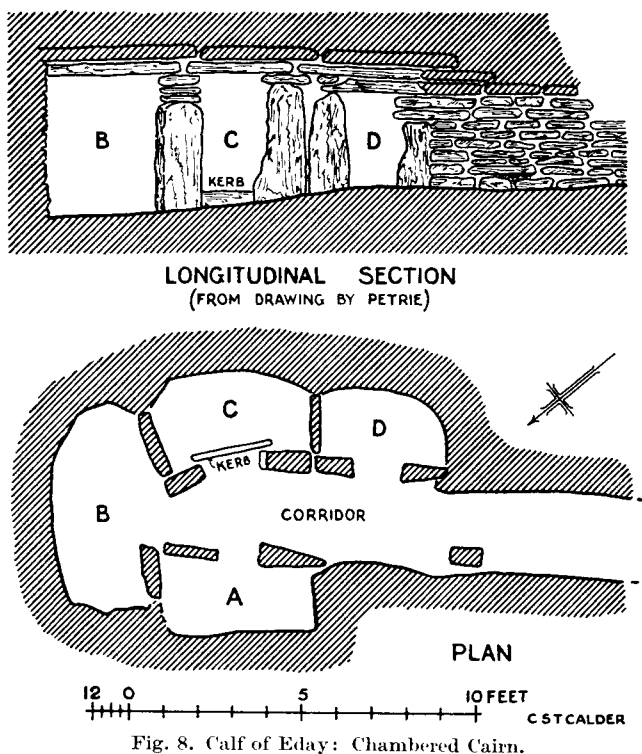 B
C
D
KERB
LONGITUDINAL SECTION
(FROM DRAWING BY PETRIE)
C
D
KERB
B
CORRIDOR
A
PLAN
12 0 5 10 FEET
C S T CALDER
Fig. 8. Calf of Eday: Chambered Cairn.